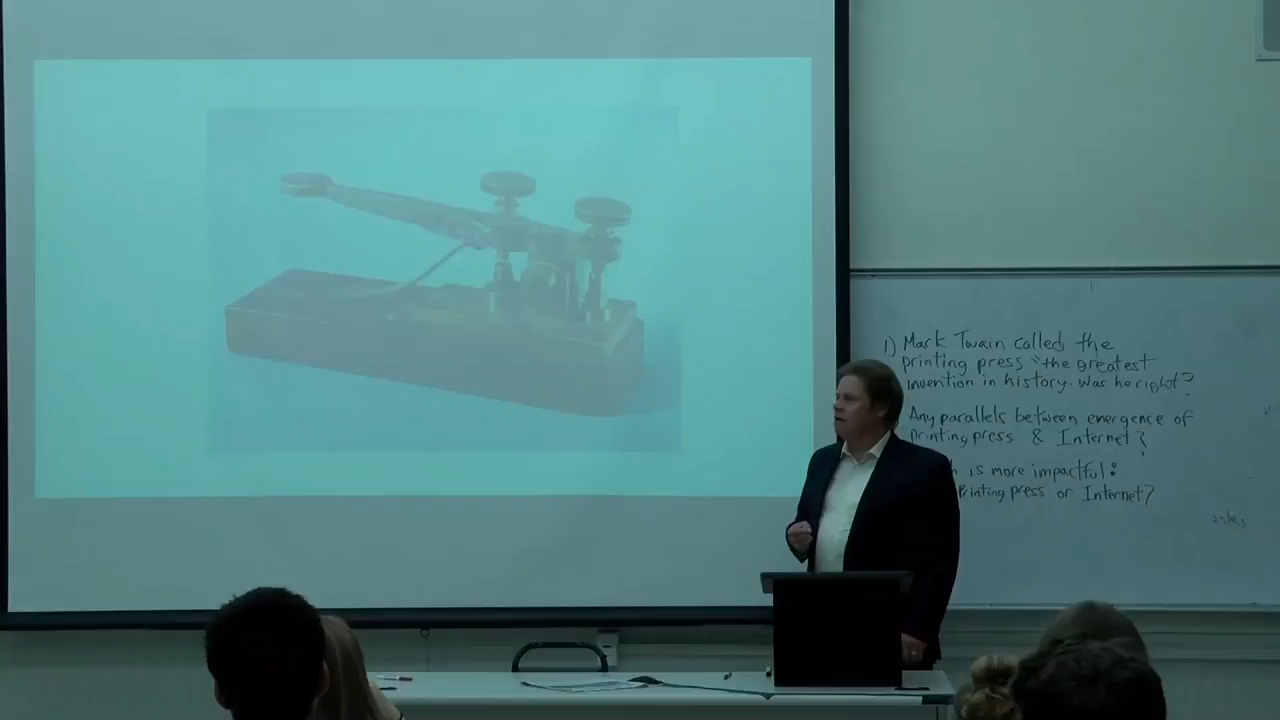 1) Mark Twain called the
printing press "the greatest
invention in history. Was he right?
Any parallels between emergence of
printing press & Internet?
is more impactful:
Printing press or Internet?